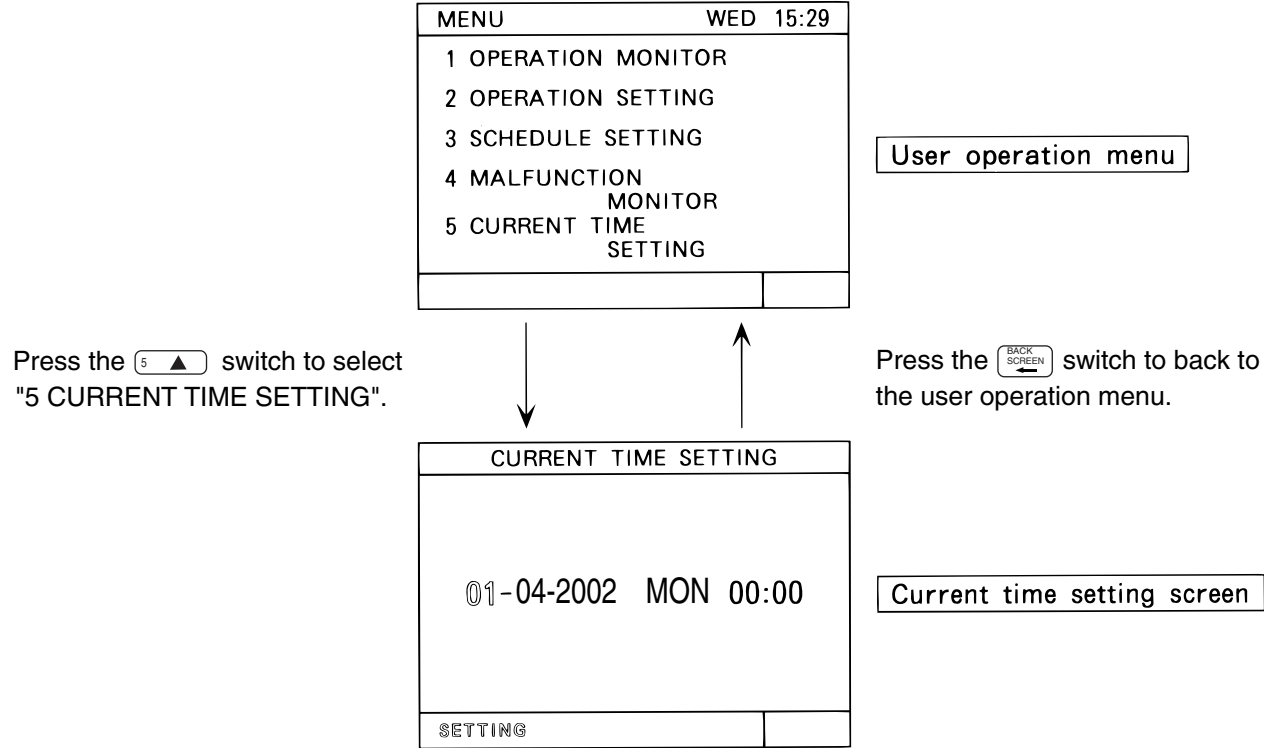 MENU WED 15:29
1 OPERATION MONITOR
2 OPERATION SETTING
3 SCHEDULE SETTING
4 MALFUNCTION
MONITOR
5 CURRENT TIME
SETTING
User operation menu
Press the 5 ▲ switch to select
"5 CURRENT TIME SETTING".
Press the BACK SCREEN ← switch to back to
the user operation menu.
CURRENT TIME SETTING
01-04-2002 MON 00:00
Current time setting screen
SETTING